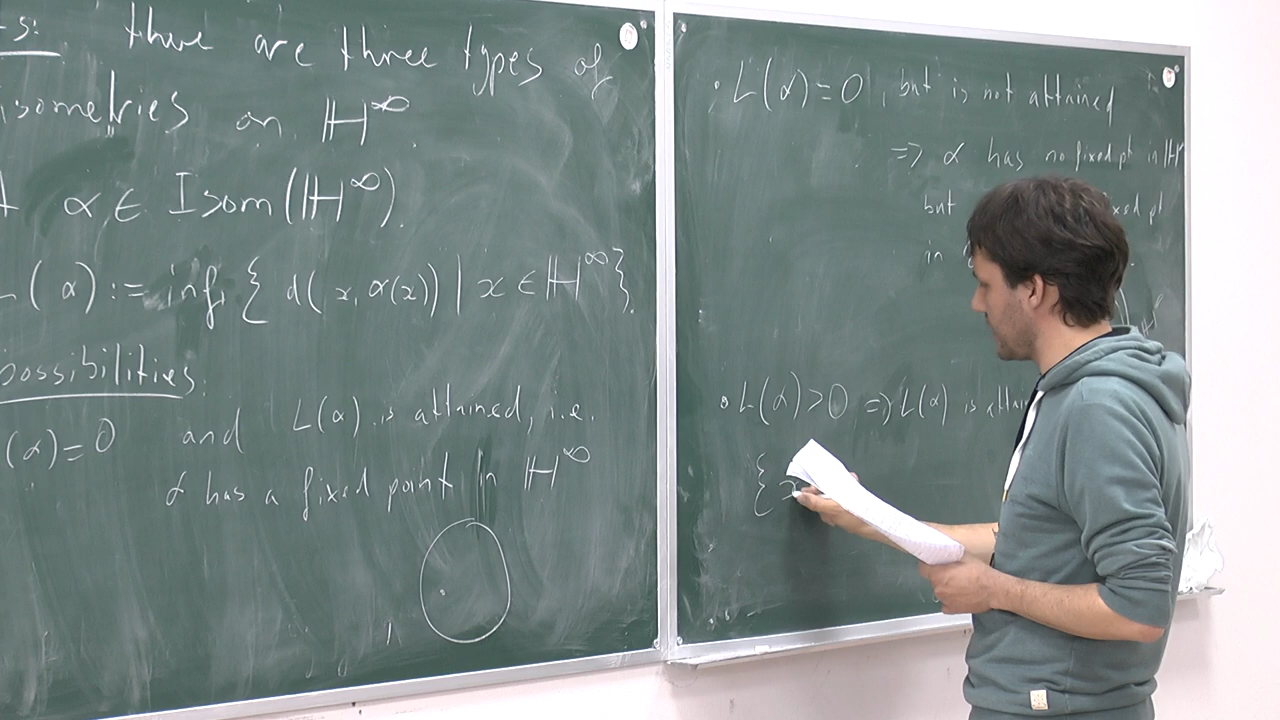 s: there are three types of
isometries on ℍ^∞
α ∈ Isom(ℍ^∞).
L(α) := inf { d(x, α(x)) | x ∈ ℍ^∞ }.
possibilities.
(α) = 0 and L(α) is attained, i.e.
α has a fixed point in ℍ^∞
• L(α) = 0, but is not attained
=> α has no fixed pt in ℍ
but
pt
in
• L(α) > 0 => L(α) is
{ x